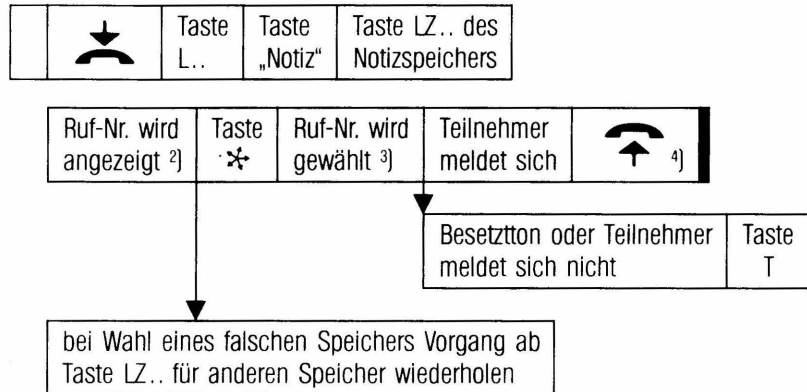 Taste
L..
Taste
„Notiz“
Taste LZ.. des
Notizspeichers
Ruf-Nr. wird
angezeigt ²)
Taste
✲
Ruf-Nr. wird
gewählt ³)
Teilnehmer
meldet sich
⁴)
Besetztton oder Teilnehmer
meldet sich nicht
Taste
T
bei Wahl eines falschen Speichers Vorgang ab
Taste LZ.. für anderen Speicher wiederholen